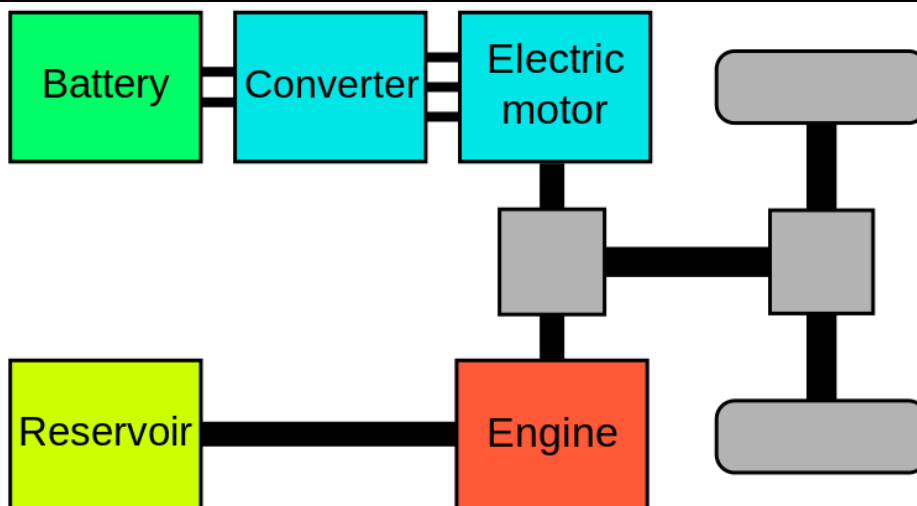 Battery
Converter
Electric
motor
Reservoir
Engine